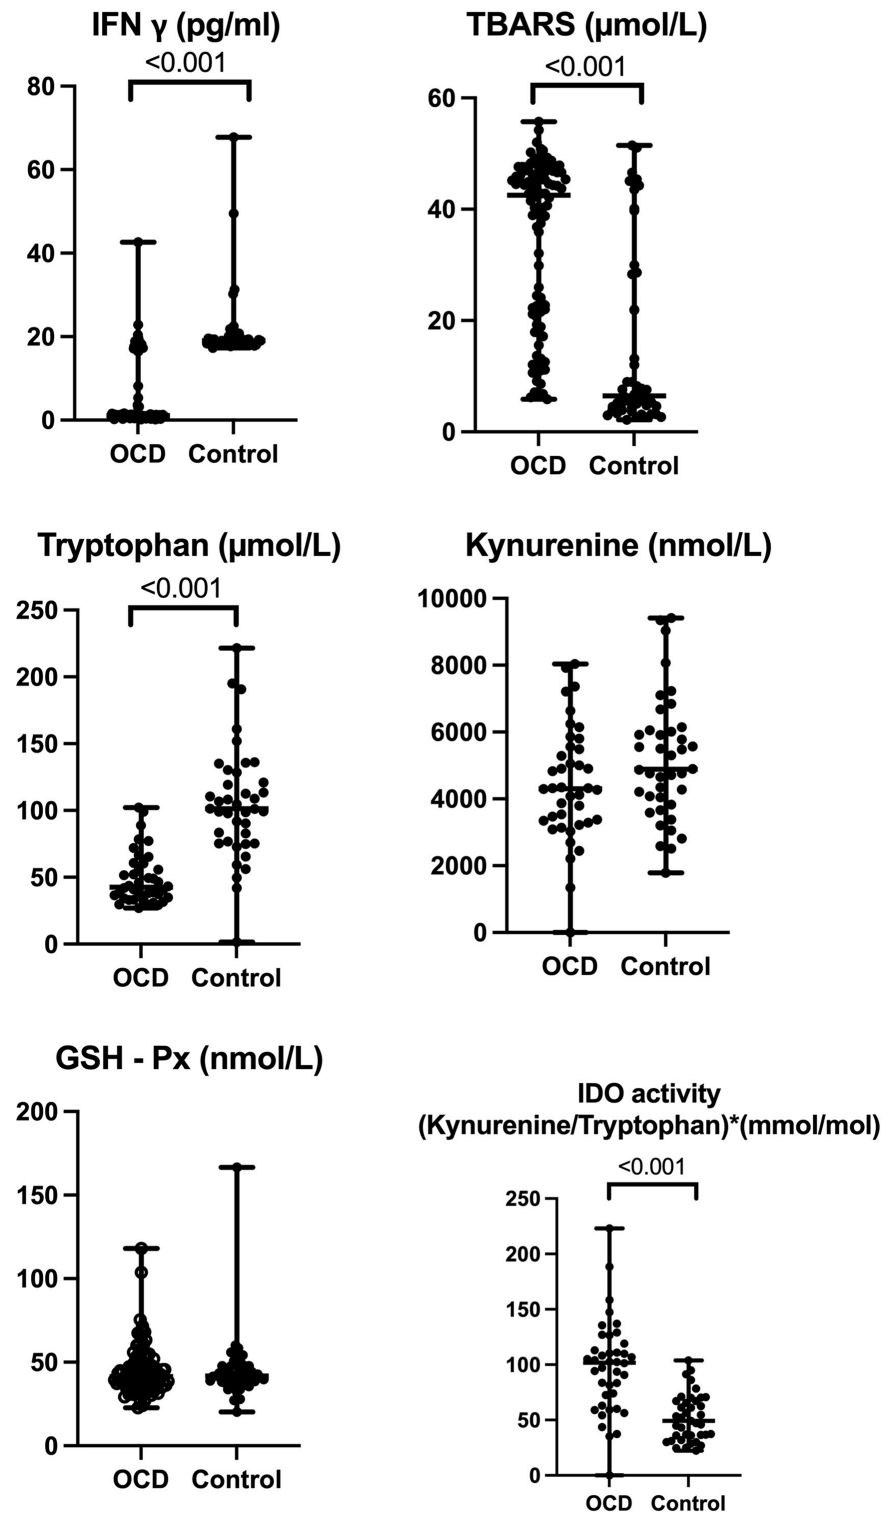 IFN γ (pg/ml)
<0.001
80
60
40
20
0
OCD Control
TBARS (µmol/L)
<0.001
60
40
20
0
OCD Control
Tryptophan (µmol/L)
<0.001
250
200
150
100
50
0
OCD Control
Kynurenine (nmol/L)
10000
8000
6000
4000
2000
0
OCD Control
GSH - Px (nmol/L)
200
150
100
50
0
OCD Control
IDO activity
(Kynurenine/Tryptophan)*(mmol/mol)
<0.001
250
200
150
100
50
0
OCD Control